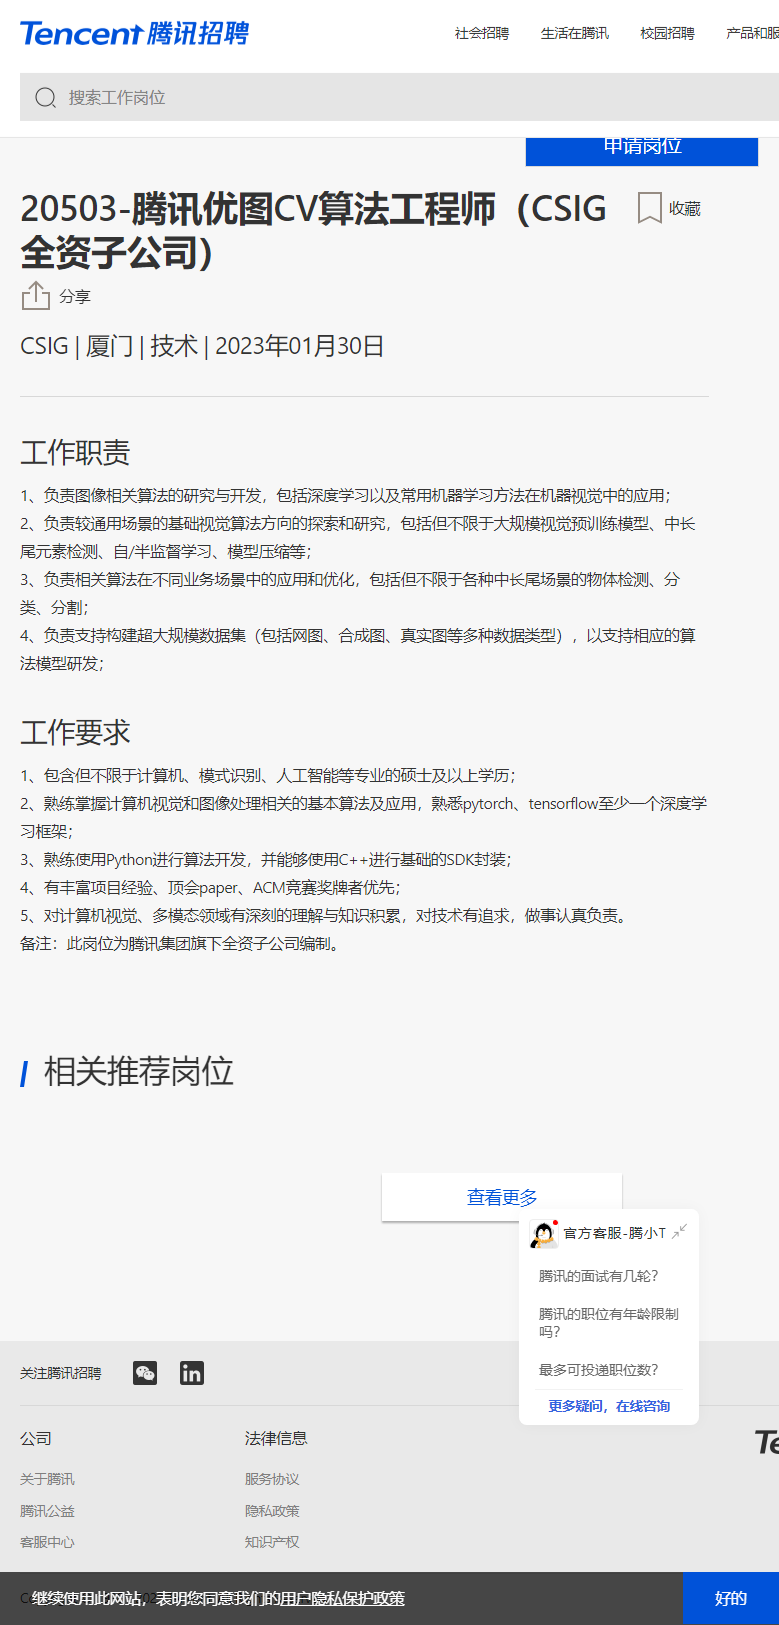 Tencent 腾讯招聘
社会招聘 生活在腾讯 校园招聘 产品和服
搜索工作岗位
申请岗位
20503-腾讯优图CV算法工程师（CSIG
全资子公司）
收藏
分享
CSIG | 厦门 | 技术 | 2023年01月30日
工作职责
1、负责图像相关算法的研究与开发，包括深度学习以及常用机器学习方法在机器视觉中的应用；
2、负责较通用场景的基础视觉算法方向的探索和研究，包括但不限于大规模视觉预训练模型、中长
尾元素检测、自/半监督学习、模型压缩等；
3、负责相关算法在不同业务场景中的应用和优化，包括但不限于各种中长尾场景的物体检测、分
类、分割；
4、负责支持构建超大规模数据集（包括网图、合成图、真实图等多种数据类型），以支持相应的算
法模型研发；
工作要求
1、包含但不限于计算机、模式识别、人工智能等专业的硕士及以上学历；
2、熟练掌握计算机视觉和图像处理相关的基本算法及应用，熟悉pytorch、tensorflow至少一个深度学
习框架；
3、熟练使用Python进行算法开发，并能够使用C++进行基础的SDK封装；
4、有丰富项目经验、顶会paper、ACM竞赛奖牌者优先；
5、对计算机视觉、多模态领域有深刻的理解与知识积累，对技术有追求，做事认真负责。
备注：此岗位为腾讯集团旗下全资子公司编制。
相关推荐岗位
查看更多
官方客服-腾小T
腾讯的面试有几轮？
腾讯的职位有年龄限制
吗？
最多可投递职位数？
更多疑问，在线咨询
关注腾讯招聘
in
公司 法律信息
Te
关于腾讯 服务协议
腾讯公益 隐私政策
客服中心 知识产权
继续使用此网站，表明您同意我们的用户隐私保护政策
好的